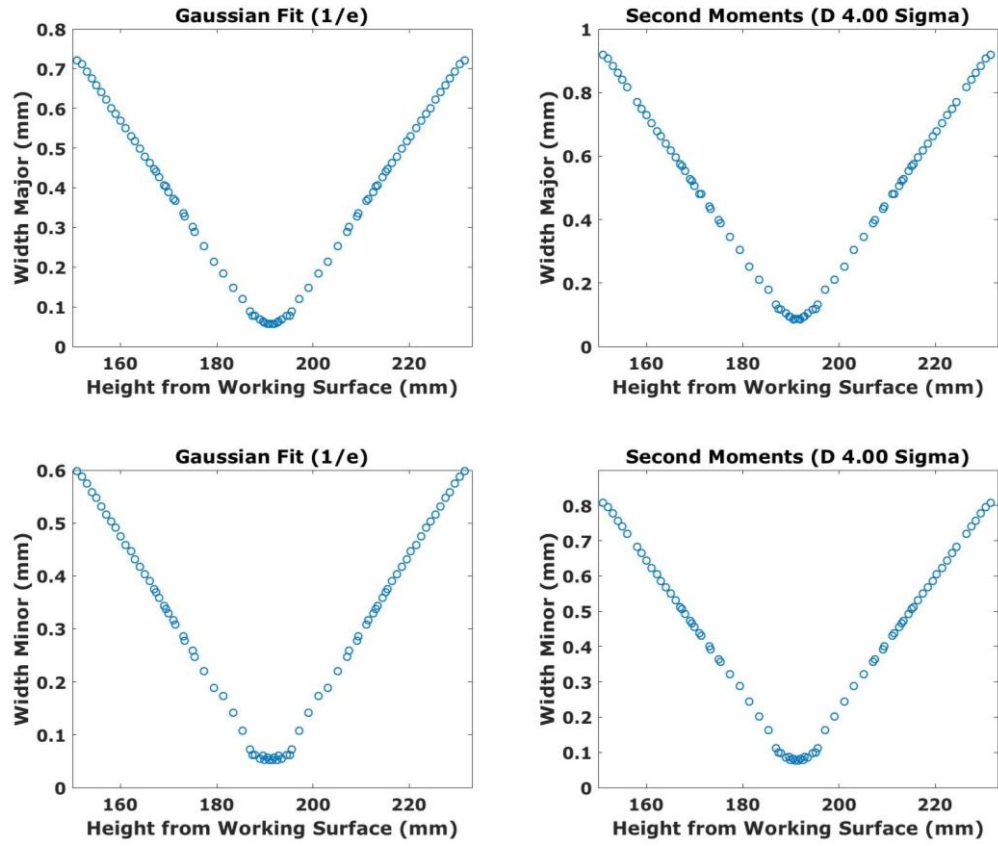 Gaussian Fit (1/e)
0.8
0.7
0.6
0.5
0.4
0.3
0.2
0.1
0
Width Major (mm)
160 180 200 220
Height from Working Surface (mm)
Second Moments (D 4.00 Sigma)
1
0.8
0.6
0.4
0.2
0
Width Major (mm)
160 180 200 220
Height from Working Surface (mm)
Gaussian Fit (1/e)
0.6
0.5
0.4
0.3
0.2
0.1
0
Width Minor (mm)
160 180 200 220
Height from Working Surface (mm)
Second Moments (D 4.00 Sigma)
0.8
0.7
0.6
0.5
0.4
0.3
0.2
0.1
0
Width Minor (mm)
160 180 200 220
Height from Working Surface (mm)